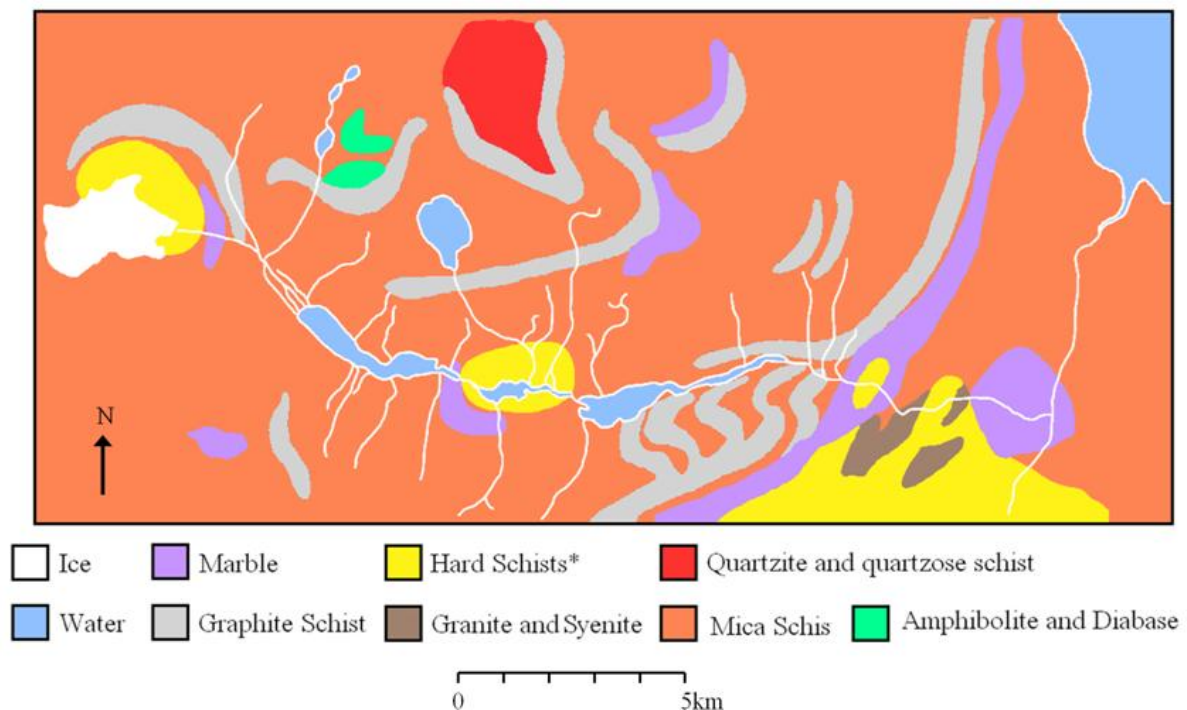 N
Ice
Marble
Hard Schists*
Quartzite and quartzose schist
Water
Graphite Schist
Granite and Syenite
Mica Schis
Amphibolite and Diabase
0
5km